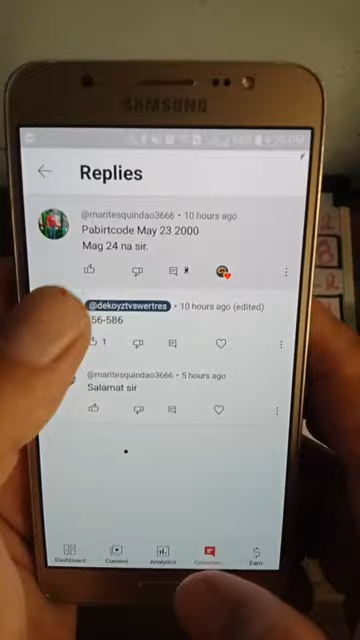 SAMSUNG
Replies
@maritesquindao3666 • 10 hours ago
Pabirtcode May 23 2000
Mag 24 na sir.
@dekoyztvswertres • 10 hours ago (edited)
56-586
1
@maritesquindao3666 • 5 hours ago
Salamat sir
Dashboard
Content
Analytics
Earn